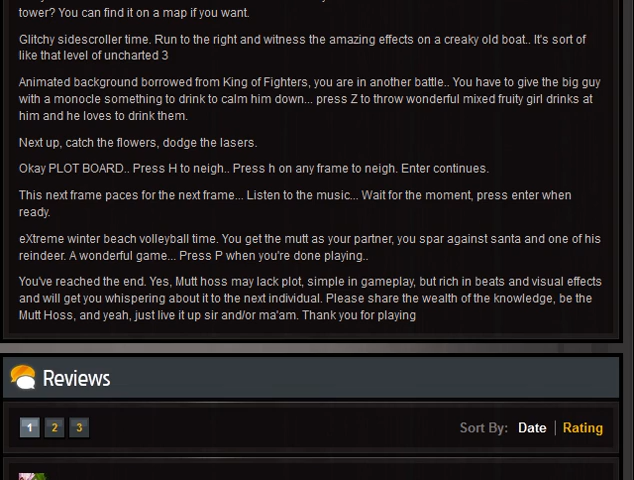 tower? You can find it on a map if you want.
Glitchy sidescroller time. Run to the right and witness the amazing effects on a creaky old boat.. It's sort of
like that level of uncharted 3
Animated background borrowed from King of Fighters, you are in another battle.. You have to give the big guy
with a monocle something to drink to calm him down... press Z to throw wonderful mixed fruity girl drinks at
him and he loves to drink them.
Next up, catch the flowers, dodge the lasers.
Okay PLOT BOARD.. Press H to neigh.. Press h on any frame to neigh. Enter continues.
This next frame paces for the next frame... Listen to the music... Wait for the moment, press enter when
ready.
eXtreme winter beach volleyball time. You get the mutt as your partner, you spar against santa and one of his
reindeer. A wonderful game... Press P when you're done playing..
You've reached the end. Yes, Mutt hoss may lack plot, simple in gameplay, but rich in beats and visual effects
and will get you whispering about it to the next individual. Please share the wealth of the knowledge, be the
Mutt Hoss, and yeah, just live it up sir and/or ma'am. Thank you for playing
Reviews
1 2 3 Sort By: Date | Rating